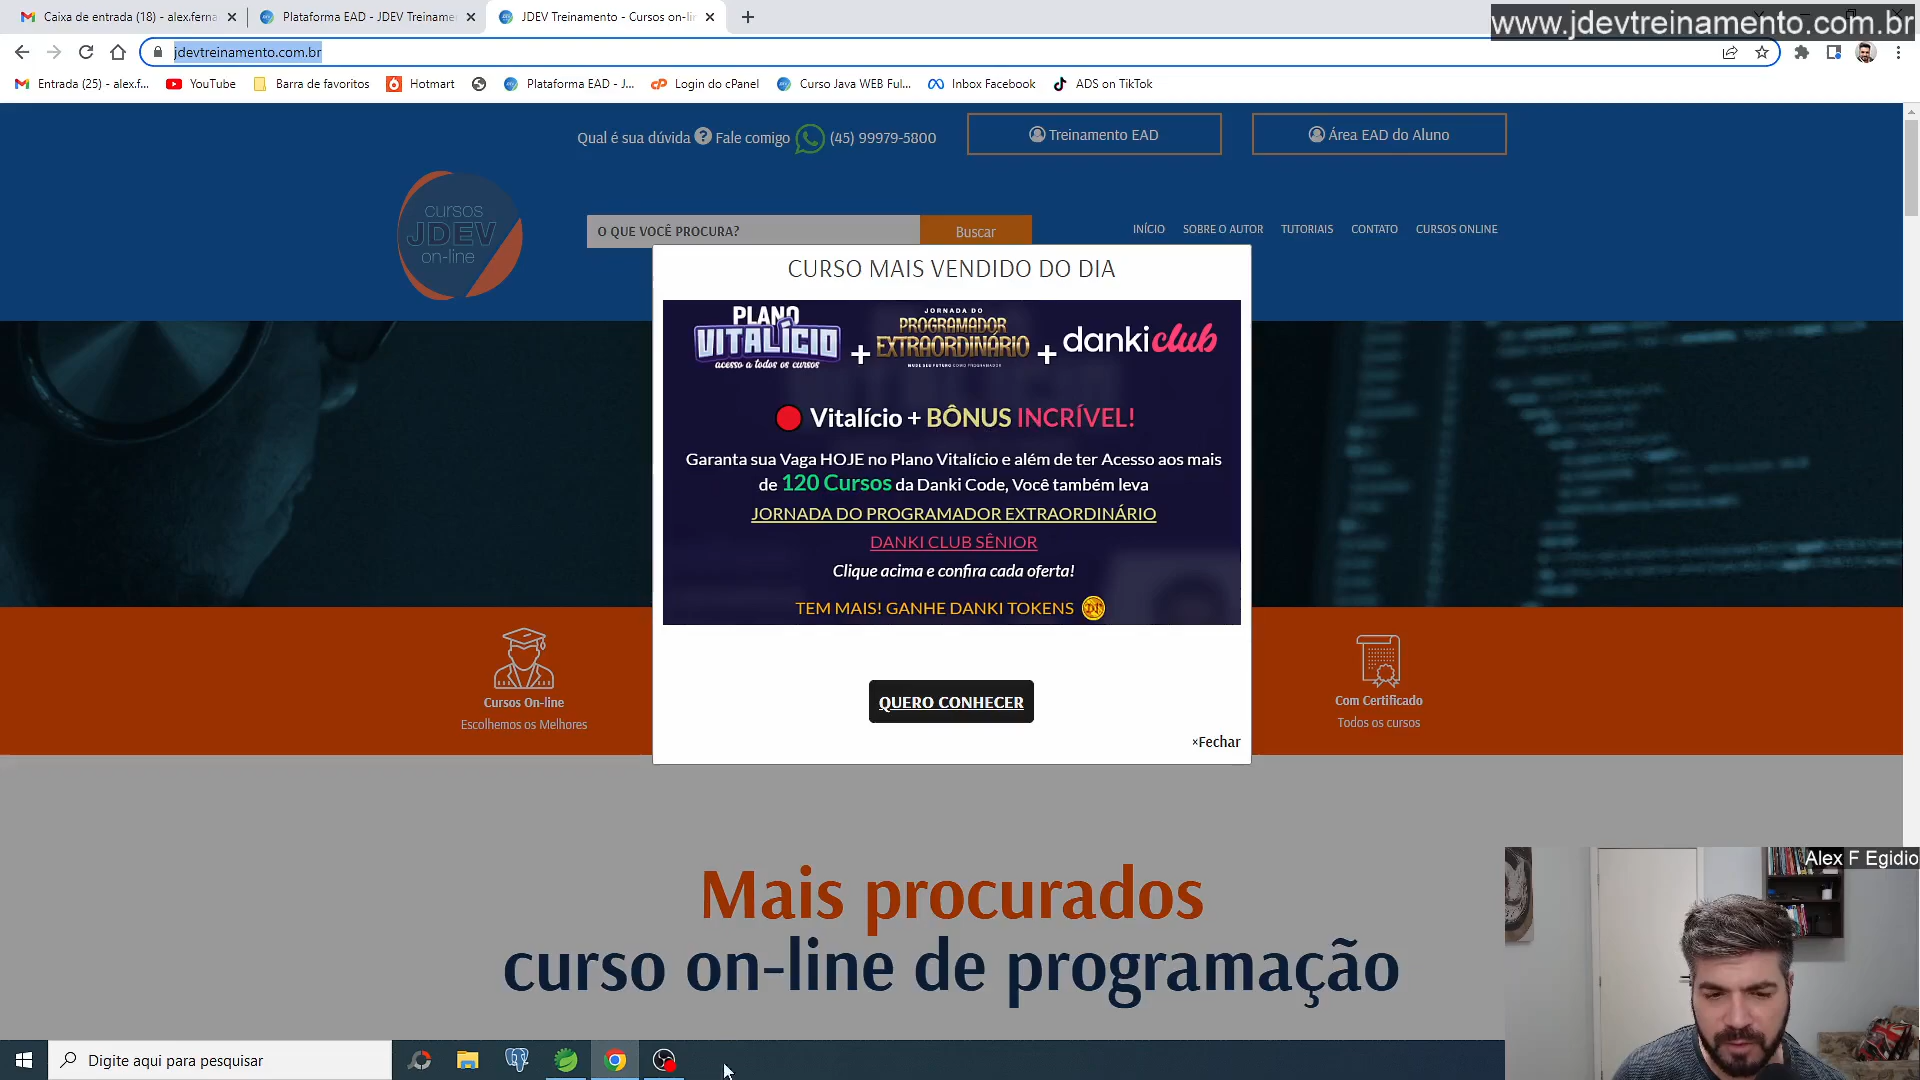 Caixa de entrada (18) - alex.ferna
Plataforma EAD - JDEV Treiname
JDEV Treinamento - Cursos on-lin
www.jdevtreinamento.com.br
jdevtreinamento.com.br
Entrada (25) - alex.f...
YouTube
Barra de favoritos
Hotmart
Plataforma EAD - J...
Login do cPanel
Curso Java WEB Ful...
Inbox Facebook
ADS on TikTok
Qual é sua dúvida ? Fale comigo (45) 99979-5800
Treinamento EAD
Área EAD do Aluno
cursos
JDEV
on-line
O QUE VOCÊ PROCURA?
Buscar
INÍCIO
SOBRE O AUTOR
TUTORIAIS
CONTATO
CURSOS ONLINE
CURSO MAIS VENDIDO DO DIA
PLANO
VITALÍCIO
acesso a todos os cursos
+
JORNADA DO
PROGRAMADOR
EXTRAORDINÁRIO
MUDE SEU FUTURO COMO PROGRAMADOR
+
dankiclub
Vitalício + BÔNUS INCRÍVEL!
Garanta sua Vaga HOJE no Plano Vitalício e além de ter Acesso aos mais
de 120 Cursos da Danki Code, Você também leva
JORNADA DO PROGRAMADOR EXTRAORDINÁRIO
DANKI CLUB SÊNIOR
Clique acima e confira cada oferta!
TEM MAIS! GANHE DANKI TOKENS
QUERO CONHECER
×Fechar
Cursos On-line
Escolhemos os Melhores
Com Certificado
Todos os cursos
Mais procurados
curso on-line de programação
Alex F Egidio
Digite aqui para pesquisar